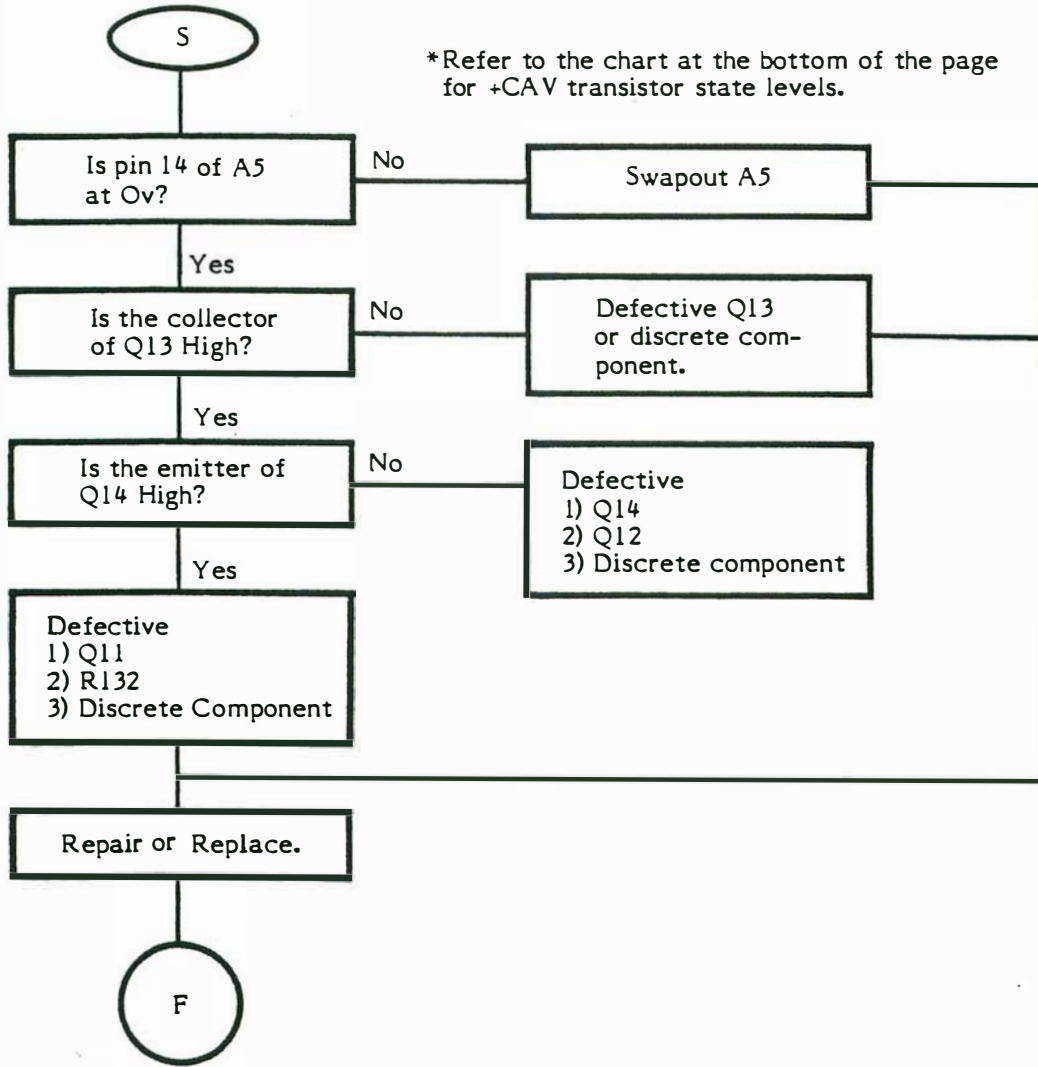 S
*Refer to the chart at the bottom of the page
for +CAV transistor state levels.
Is pin 14 of A5
at Ov?
No
Swapout A5
Yes
Is the collector
of Q13 High?
No
Defective Q13
or discrete com-
ponent.
Yes
Is the emitter of
Q14 High?
No
Defective
1) Q14
2) Q12
3) Discrete component
Yes
Defective
1) Q11
2) R132
3) Discrete Component
Repair or Replace.
F